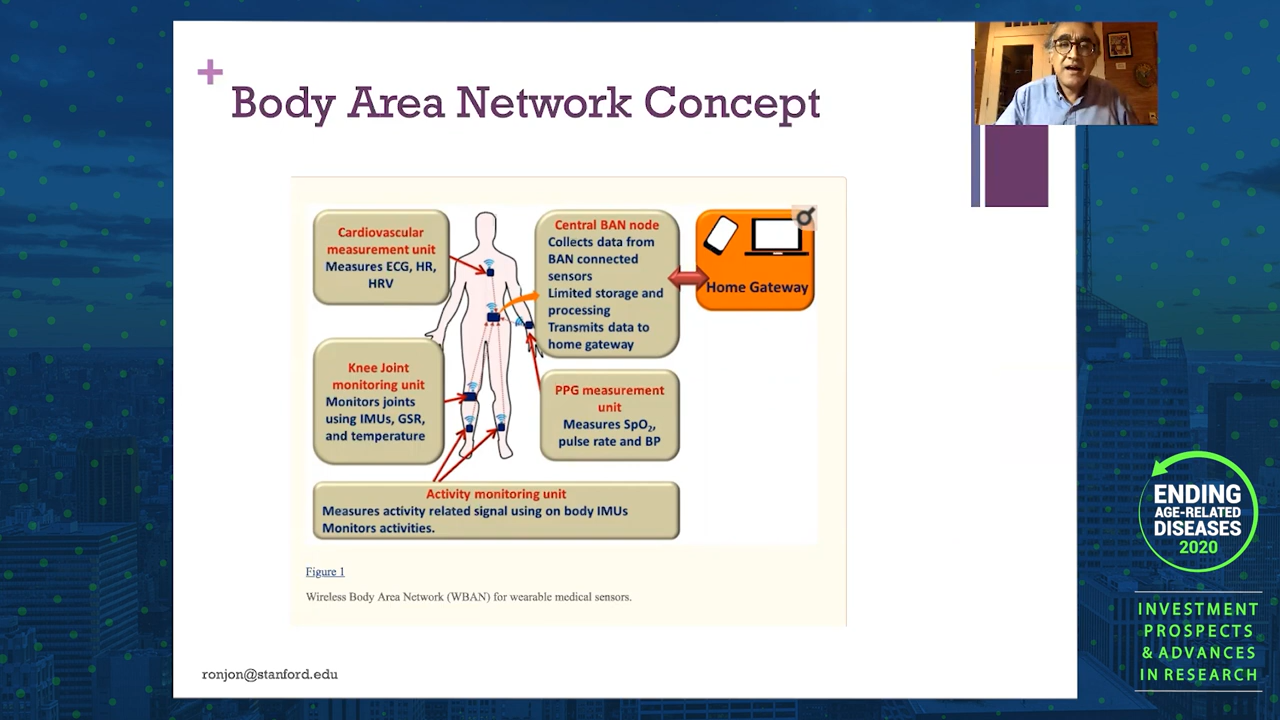 +
Body Area Network Concept
Cardiovascular
measurement unit
Measures ECG, HR,
HRV
Central BAN node
Collects data from
BAN connected
sensors
Limited storage and
processing
Transmits data to
home gateway
Home Gateway
Knee Joint
monitoring unit
Monitors joints
using IMUs, GSR,
and temperature
PPG measurement
unit
Measures SpO₂,
pulse rate and BP
Activity monitoring unit
Measures activity related signal using on body IMUs
Monitors activities.
Figure 1
Wireless Body Area Network (WBAN) for wearable medical sensors.
ronjon@stanford.edu
ENDING
AGE-RELATED
DISEASES
2020
INVESTMENT
PROSPECTS
& ADVANCES
IN RESEARCH